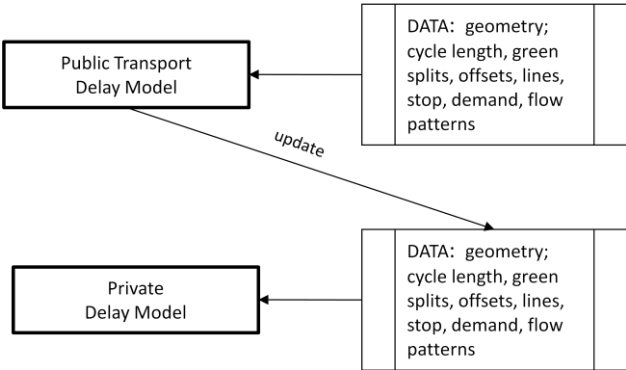 Public Transport
Delay Model
DATA：geometry;
cycle length, green
splits, offsets, lines,
stop, demand, flow
patterns
update
Private
Delay Model
DATA：geometry;
cycle length, green
splits, offsets, lines,
stop, demand, flow
patterns